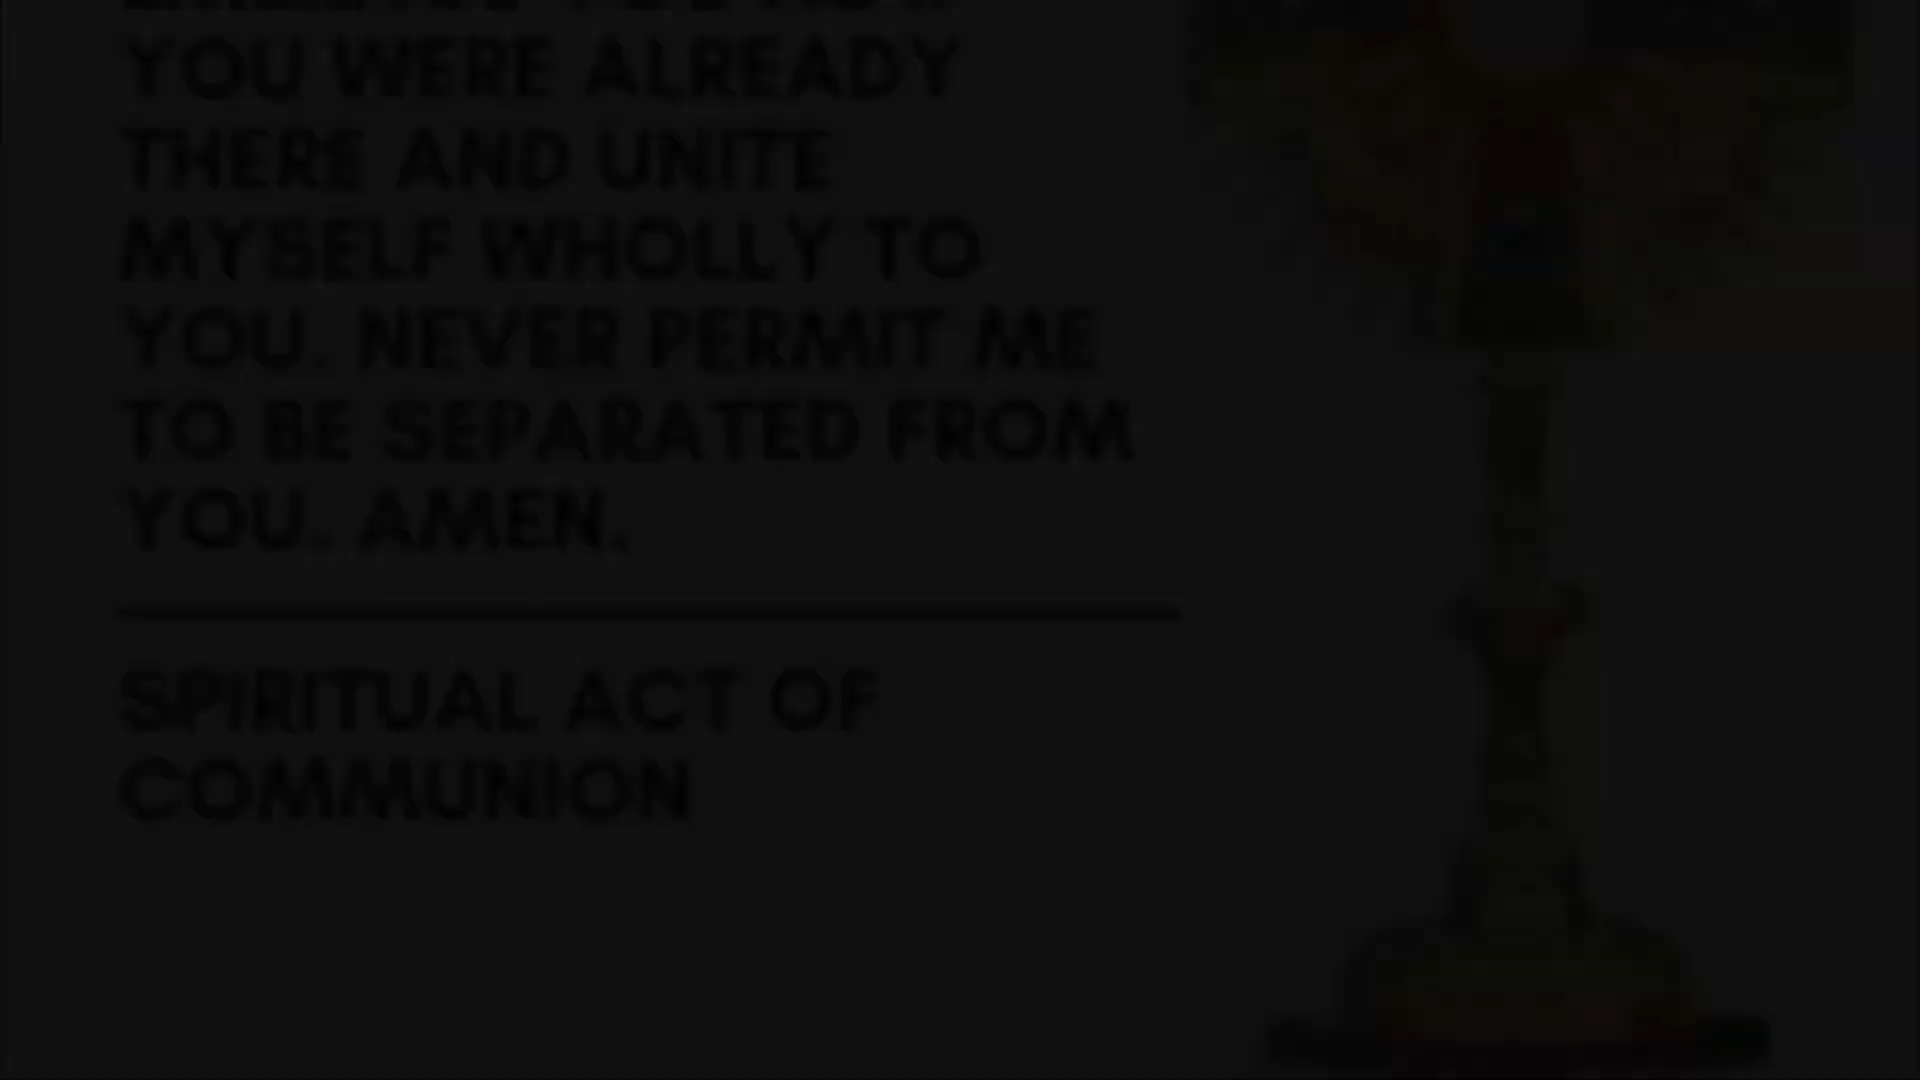 YOU WERE ALREADY
THERE AND UNITE
MYSELF WHOLLY TO
YOU. NEVER PERMIT ME
TO BE SEPARATED FROM
YOU. AMEN.
SPIRITUAL ACT OF
COMMUNION